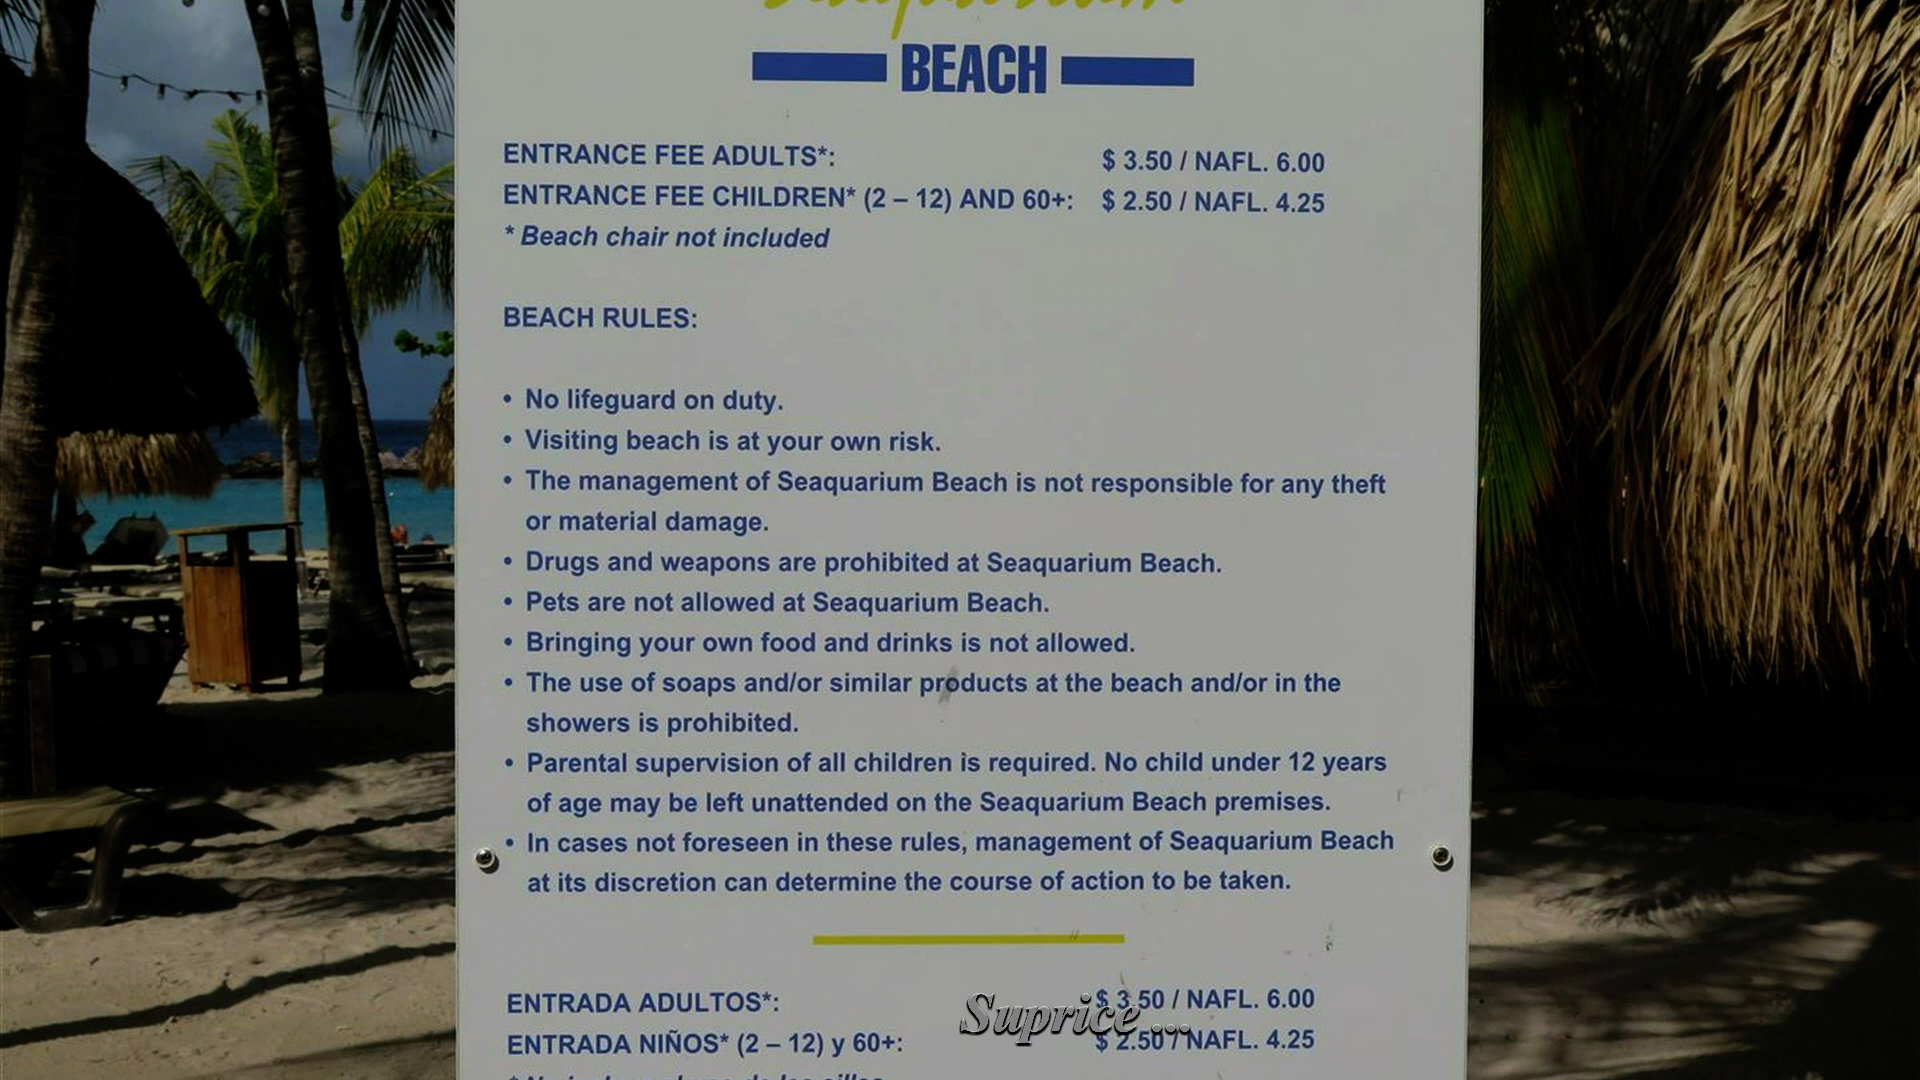 BEACH
ENTRANCE FEE ADULTS*: $ 3.50 / NAFL. 6.00
ENTRANCE FEE CHILDREN* (2 – 12) AND 60+: $ 2.50 / NAFL. 4.25
* Beach chair not included
BEACH RULES:
• No lifeguard on duty.
• Visiting beach is at your own risk.
• The management of Seaquarium Beach is not responsible for any theft
or material damage.
• Drugs and weapons are prohibited at Seaquarium Beach.
• Pets are not allowed at Seaquarium Beach.
• Bringing your own food and drinks is not allowed.
• The use of soaps and/or similar products at the beach and/or in the
showers is prohibited.
• Parental supervision of all children is required. No child under 12 years
of age may be left unattended on the Seaquarium Beach premises.
• In cases not foreseen in these rules, management of Seaquarium Beach
at its discretion can determine the course of action to be taken.
ENTRADA ADULTOS*: $ 3.50 / NAFL. 6.00
Suprice ...
ENTRADA NIÑOS* (2 – 12) y 60+: $ 2.50 / NAFL. 4.25